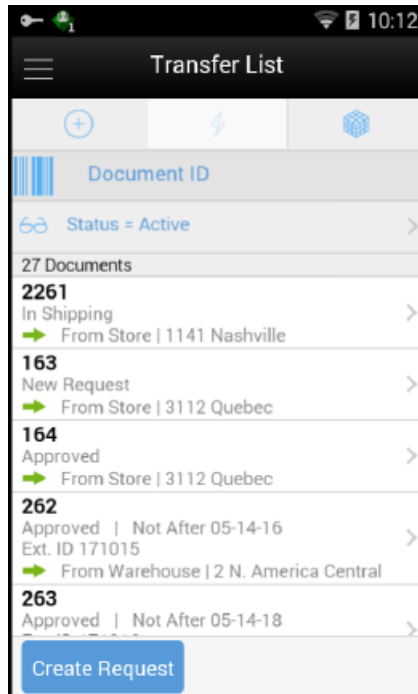 1
10:12
Transfer List
Document ID
Status = Active
27 Documents
2261
In Shipping
From Store | 1141 Nashville
163
New Request
From Store | 3112 Quebec
164
Approved
From Store | 3112 Quebec
262
Approved | Not After 05-14-16
Ext. ID 171015
From Warehouse | 2 N. America Central
263
Approved | Not After 05-14-18
Create Request